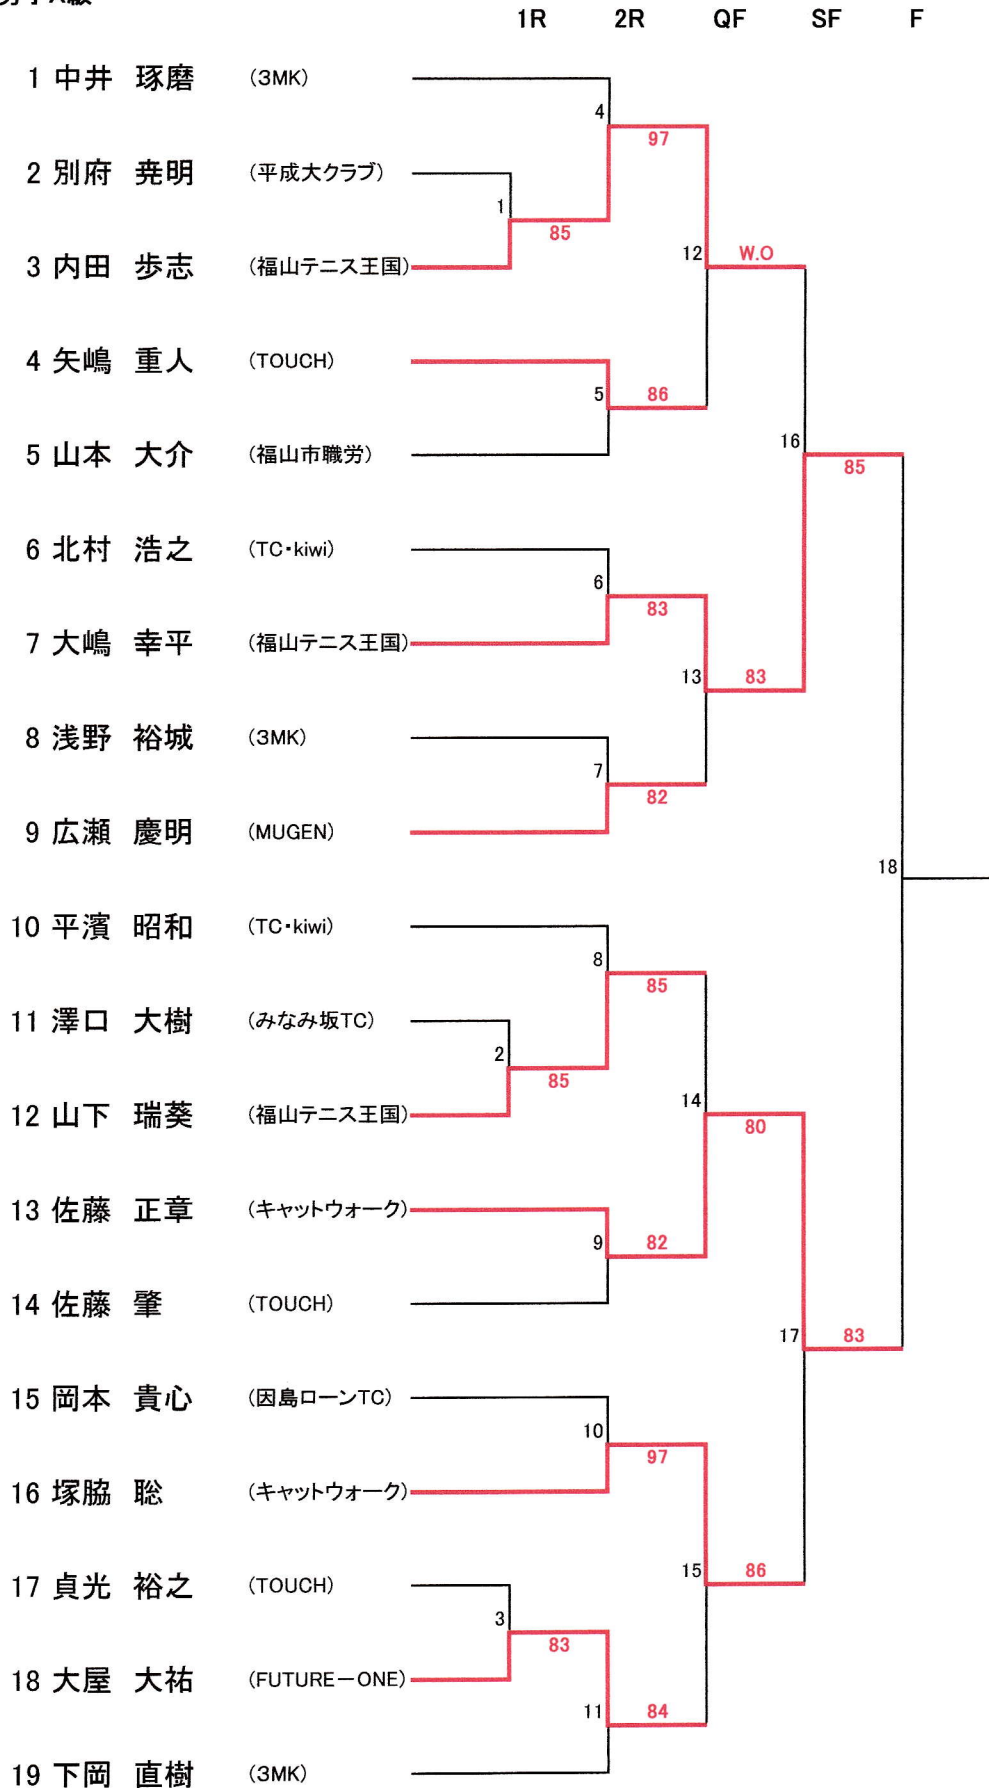 1R 2R QF SF F
1 中井 琢磨 (3MK)
4
97
2 別府 尭明 (平成大クラブ)
1
85
12 W.O
3 内田 歩志 (福山テニス王国)
4 矢嶋 重人 (TOUCH)
5 86
16
5 山本 大介 (福山市職労)
85
6 北村 浩之 (TC・kiwi)
6
83
7 大嶋 幸平 (福山テニス王国)
13 83
8 浅野 裕城 (3MK)
7
82
9 広瀬 慶明 (MUGEN)
18
10 平濱 昭和 (TC・kiwi)
8
85
11 澤口 大樹 (みなみ坂TC)
2
85
14
12 山下 瑞葵 (福山テニス王国)
80
13 佐藤 正章 (キャットウォーク)
9 82
14 佐藤 肇 (TOUCH)
17 83
15 岡本 貴心 (因島ローンTC)
10
97
16 塚脇 聡 (キャットウォーク)
15 86
17 貞光 裕之 (TOUCH)
3
83
18 大屋 大祐 (FUTURE－ONE)
11 84
19 下岡 直樹 (3MK)